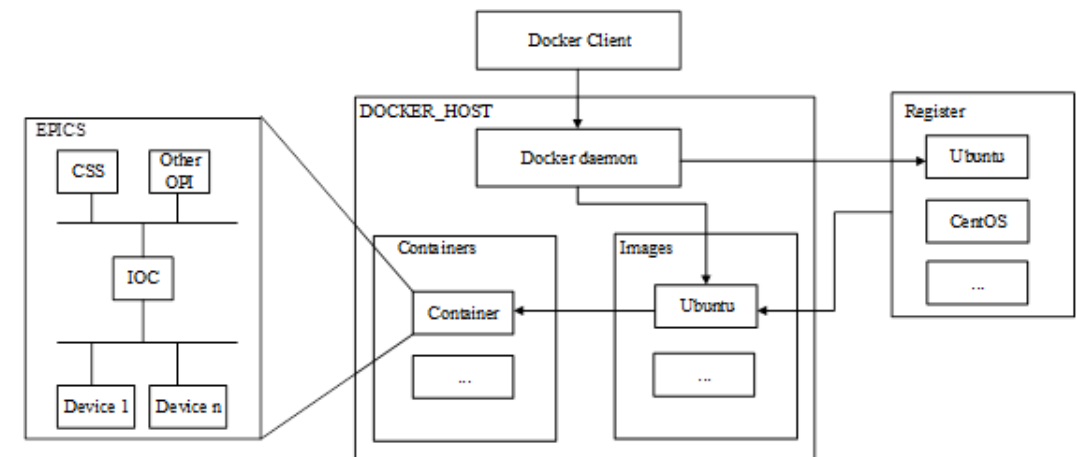 Docker Client
DOCKER_HOST
Docker daemon
Register
Ubuntu
CentOS
...
EPICS
CSS
Other
OPI
IOC
Device 1
Device n
Containers
Container
...
Images
Ubuntu
...